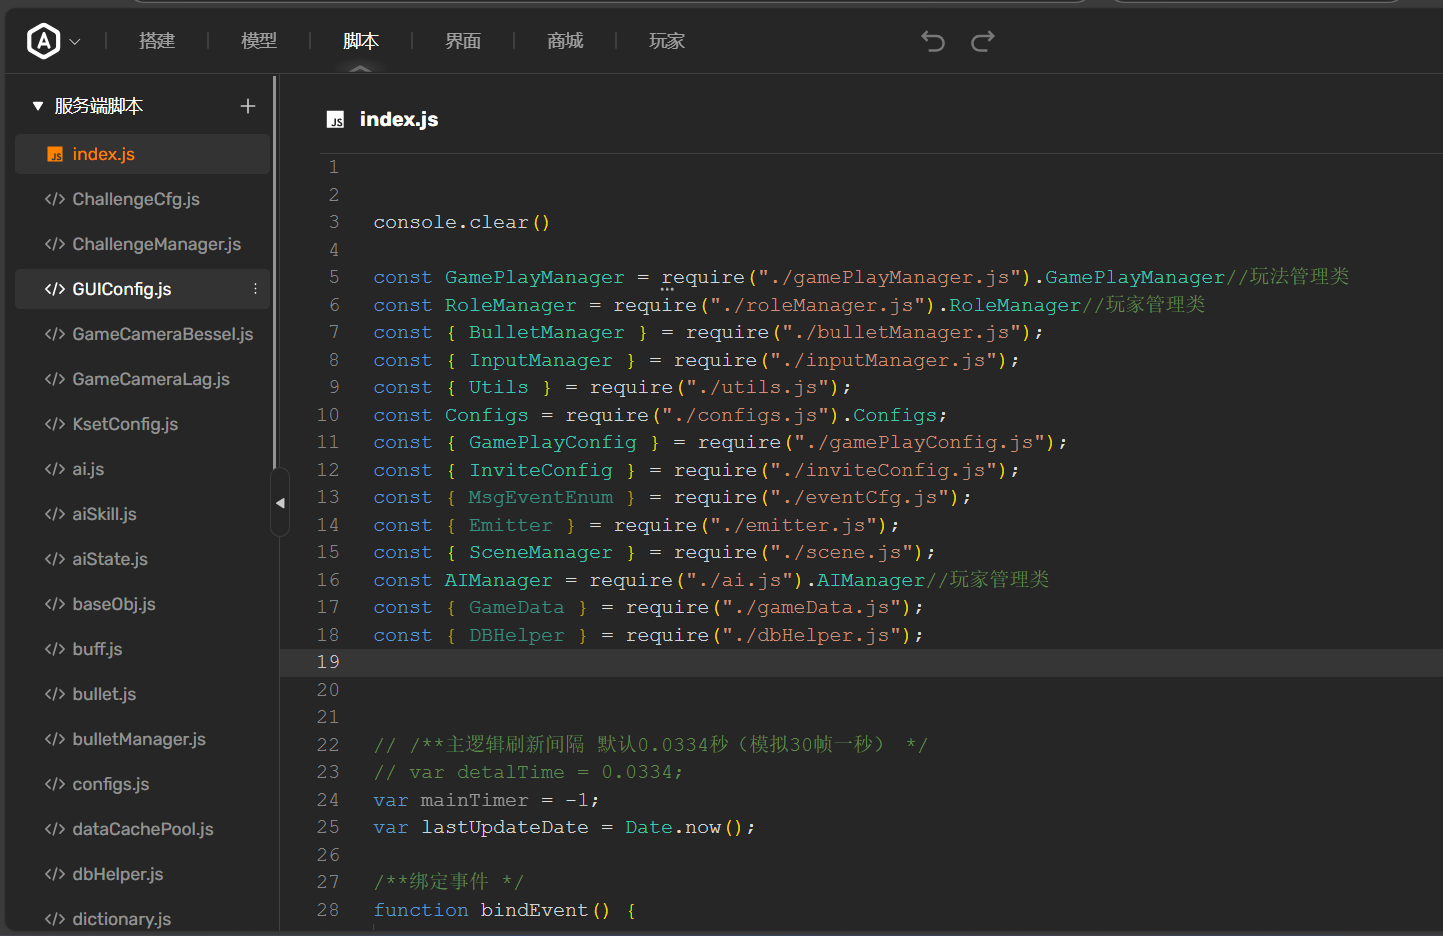 搭建
模型
脚本
界面
商城
玩家
服务端脚本
index.js
ChallengeCfg.js
ChallengeManager.js
GUIConfig.js
GameCameraBessel.js
GameCameraLag.js
KsetConfig.js
ai.js
aiSkill.js
aiState.js
baseObj.js
buff.js
bullet.js
bulletManager.js
configs.js
dataCachePool.js
dbHelper.js
dictionary.js
JS index.js
1
2
3 console.clear()
4
5 const GamePlayManager = require("./gamePlayManager.js").GamePlayManager//玩法管理类
6 const RoleManager = require("./roleManager.js").RoleManager//玩家管理类
7 const { BulletManager } = require("./bulletManager.js");
8 const { InputManager } = require("./inputManager.js");
9 const { Utils } = require("./utils.js");
10 const Configs = require("./configs.js").Configs;
11 const { GamePlayConfig } = require("./gamePlayConfig.js");
12 const { InviteConfig } = require("./inviteConfig.js");
13 const { MsgEventEnum } = require("./eventCfg.js");
14 const { Emitter } = require("./emitter.js");
15 const { SceneManager } = require("./scene.js");
16 const AIManager = require("./ai.js").AIManager//玩家管理类
17 const { GameData } = require("./gameData.js");
18 const { DBHelper } = require("./dbHelper.js");
19
20
21
22 // /**主逻辑刷新间隔 默认0.0334秒（模拟30帧一秒） */
23 // var detalTime = 0.0334;
24 var mainTimer = -1;
25 var lastUpdateDate = Date.now();
26
27 /**绑定事件 */
28 function bindEvent() {